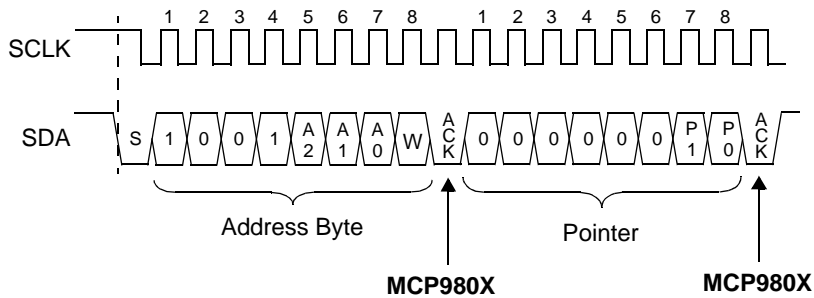 1 2 3 4 5 6 7 8 1 2 3 4 5 6 7 8
SCLK
SDA S 1 0 0 1 A2 A1 A0 W ACK 0 0 0 0 0 0 P1 P0 ACK
Address Byte Pointer
MCP980X MCP980X